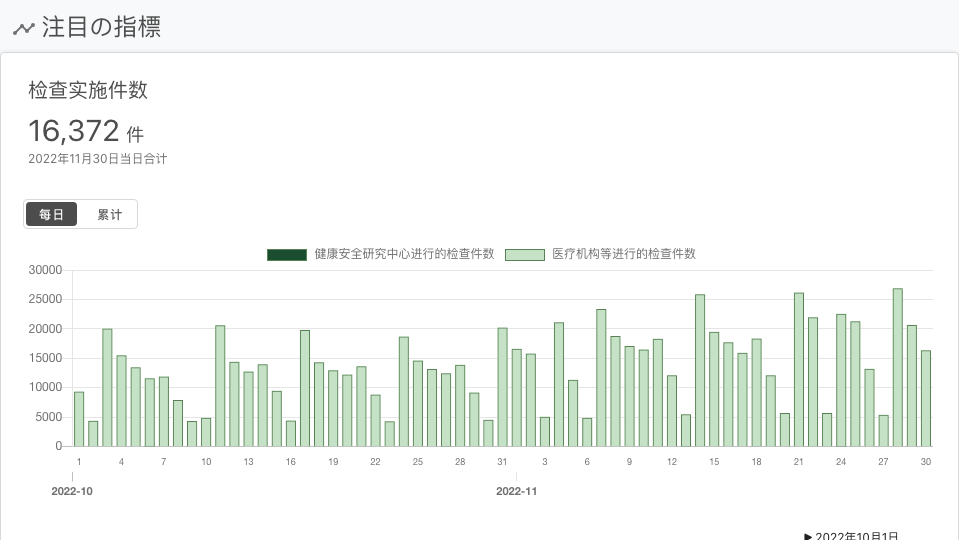 注目の指標
检查实施件数
16,372 件
2022年11月30日当日合计
每日 累计
健康安全研究中心进行的检查件数 医疗机构等进行的检查件数
30000
25000
20000
15000
10000
5000
0
1 4 7 10 13 16 19 22 25 28 31 3 6 9 12 15 18 21 24 27 30
2022-10 2022-11
▶ 2022年10月1日